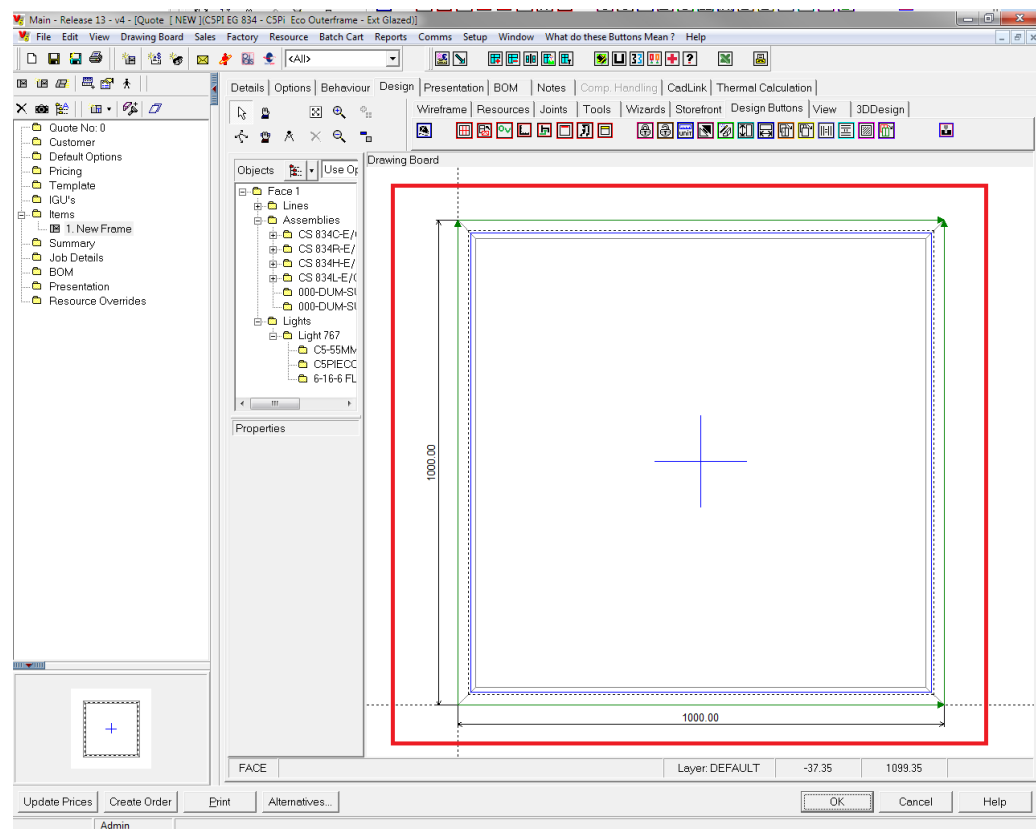 Main - Release 13 - v4 - [Quote [ NEW ](C5PI EG 834 - C5Pi Eco Outerframe - Ext Glazed)]
File Edit View Drawing Board Sales Factory Resource Batch Cart Reports Comms Setup Window What do these Buttons Mean ? Help
<All>
Details Options Behaviour Design Presentation BOM Notes Comp. Handling CadLink Thermal Calculation
Wireframe Resources Joints Tools Wizards Storefront Design Buttons View 3DDesign
Quote No: 0
Customer
Default Options
Pricing
Template
IGU's
Items
1. New Frame
Summary
Job Details
BOM
Presentation
Resource Overrides
Objects Use Op
Face 1
Lines
Assemblies
CS 834C-E/
CS 834R-E/
CS 834H-E/
CS 834L-E/
000-DUM-S
000-DUM-S
Lights
Light 767
C5-55MM
C5PIECC
6-16-6 FL
Properties
Drawing Board
1000.00
1000.00
FACE Layer: DEFAULT -37.35 1099.35
Update Prices Create Order Print Alternatives... OK Cancel Help
Admin